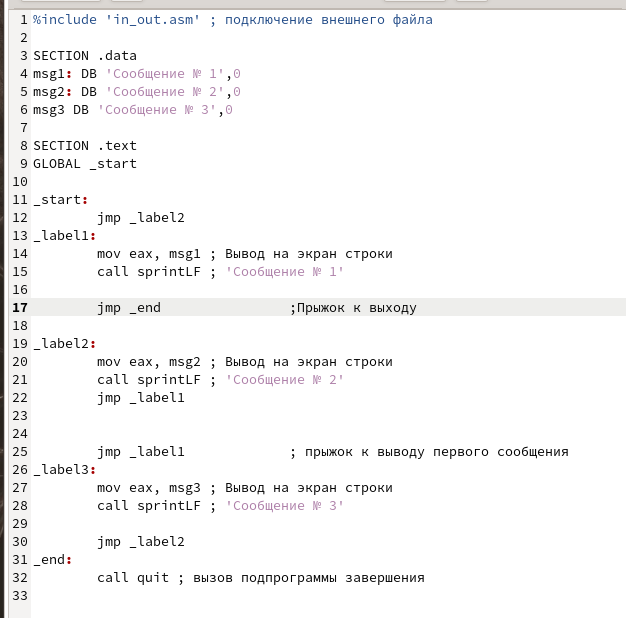 1 %include 'in_out.asm' ; подключение внешнего файла
2
3 SECTION .data
4 msg1: DB 'Сообщение № 1',0
5 msg2: DB 'Сообщение № 2',0
6 msg3 DB 'Сообщение № 3',0
7
8 SECTION .text
9 GLOBAL _start
10
11 _start:
12 jmp _label2
13 _label1:
14 mov eax, msg1 ; Вывод на экран строки
15 call sprintLF ; 'Сообщение № 1'
16
17 jmp _end ;Прыжок к выходу
18
19 _label2:
20 mov eax, msg2 ; Вывод на экран строки
21 call sprintLF ; 'Сообщение № 2'
22 jmp _label1
23
24
25 jmp _label1 ; прыжок к выводу первого сообщения
26 _label3:
27 mov eax, msg3 ; Вывод на экран строки
28 call sprintLF ; 'Сообщение № 3'
29
30 jmp _label2
31 _end:
32 call quit ; вызов подпрограммы завершения
33